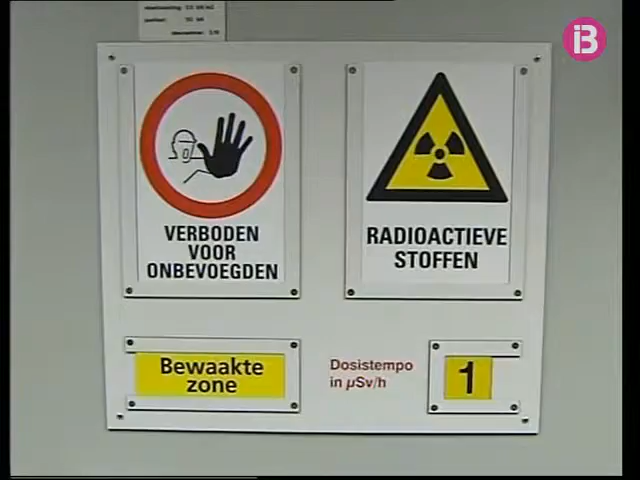 VERBODEN
VOOR
ONBEVOEGDEN
RADIOACTIEVE
STOFFEN
Bewaakte
zone
Dosistempo
in µSv/h
1